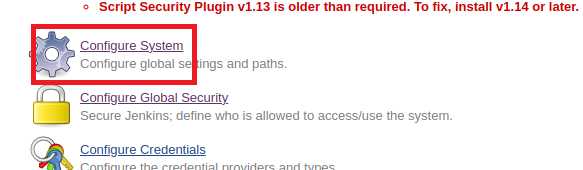 Script Security Plugin v1.13 is older than required. To fix, install v1.14 or later.
Configure System
Configure global settings and paths.
Configure Global Security
Secure Jenkins; define who is allowed to access/use the system.
Configure Credentials
Configure the credential providers and types